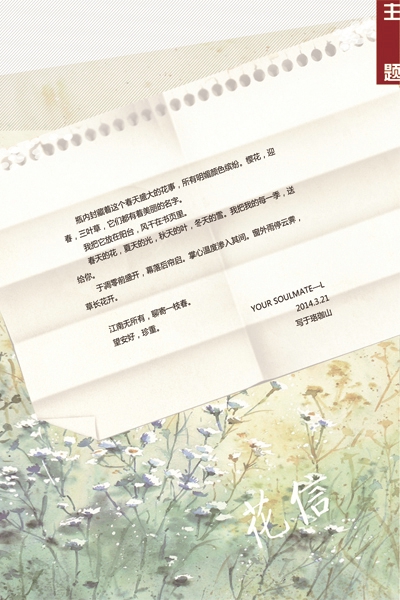 主
题
瓶内封藏着这个春天盛大的花事，所有明媚颜色缤纷。樱花，迎
春，三叶草，它们都有着美丽的名字。
我把它放在阳台，风干在书页里。
春天的花，夏天的光，秋天的叶，冬天的雪。我把我的每一季，送
给你。
于凋零前盛开，幕落后帘启。掌心温度渗入其间。窗外雨停云霁，
草长花开。
江南无所有，聊寄一枝春。
望安好，珍重。
YOUR SOULMATE—L
2014.3.21
写于珞珈山
花信